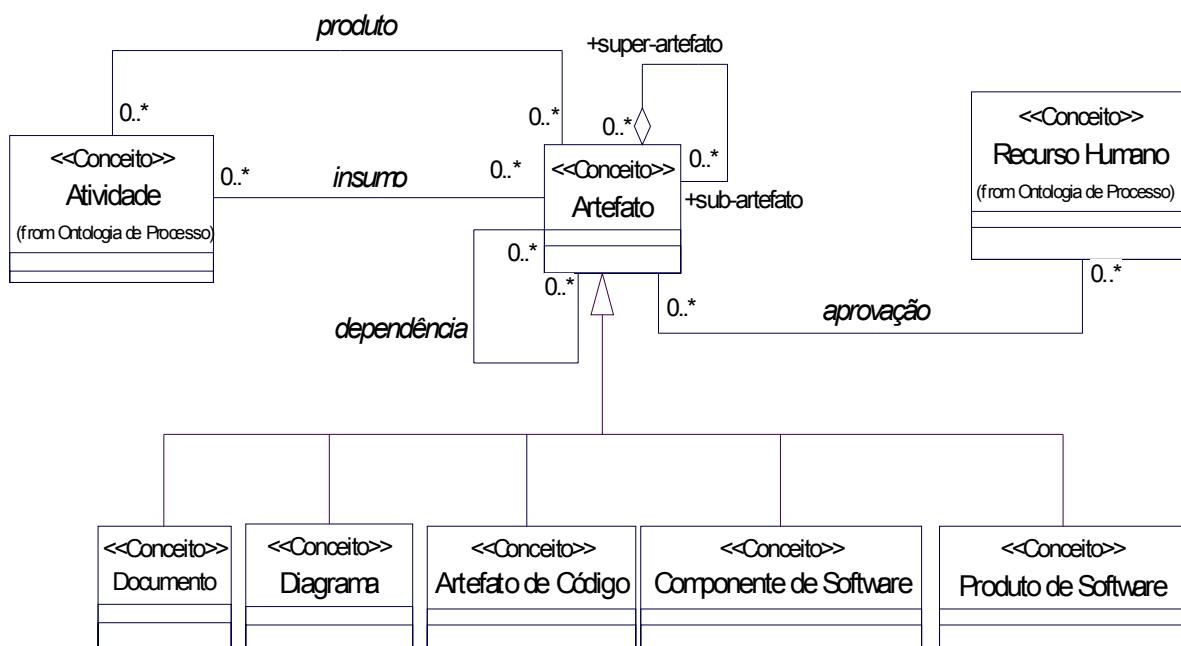 produto
+super-artefato
0..*
0..*
0..*
0..*
<<Conceito>>
Atividade
(from Ontologia de Processo)
0..*
insumo
0..*
<<Conceito>>
Artefato
+sub-artefato
<<Conceito>>
Recurso Humano
(from Ontologia de Processo)
0..*
0..*
dependência
0..*
aprovação
0..*
<<Conceito>>
Documento
<<Conceito>>
Diagrama
<<Conceito>>
Artefato de Código
<<Conceito>>
Componente de Software
<<Conceito>>
Produto de Software